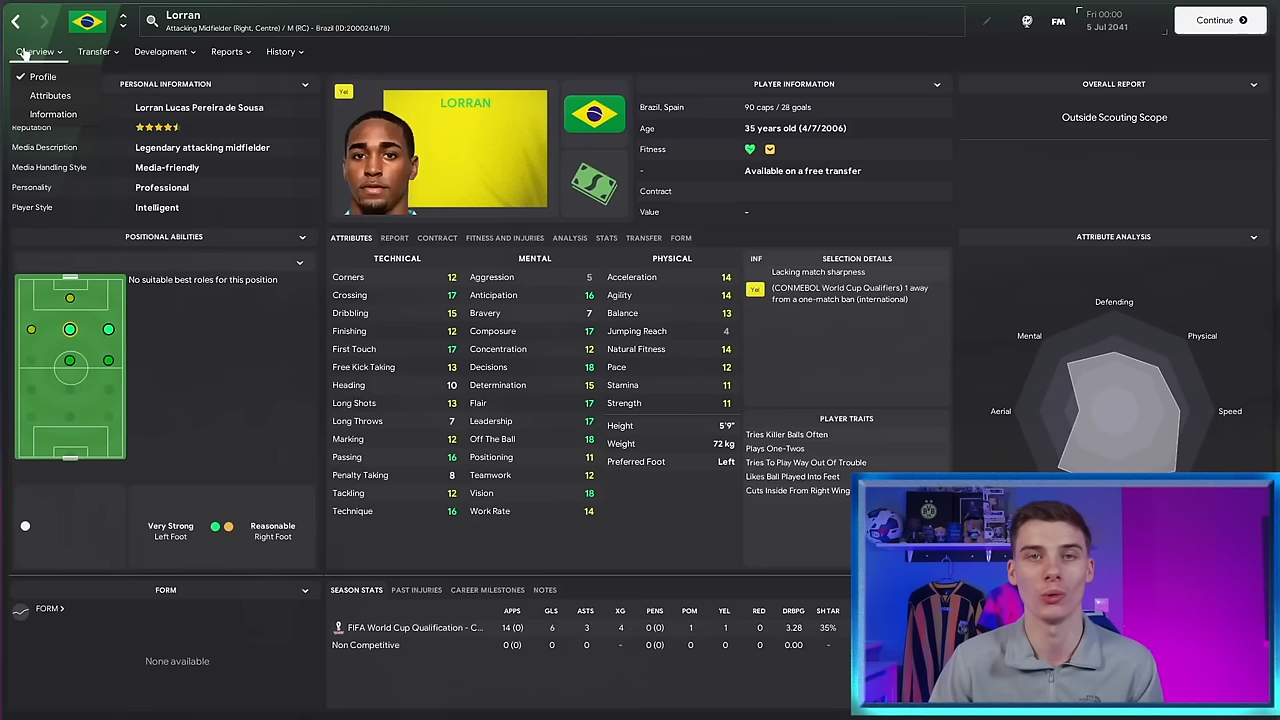 Lorran
Attacking Midfielder (Right, Centre) / M (RC) - Brazil (ID:2000241678)
FM
Fri 00:00
5 Jul 2041
Continue
Overview
Transfer
Development
Reports
History
Profile
Attributes
Information
PERSONAL INFORMATION
Lorran Lucas Pereira de Sousa
Reputation
Media Description Legendary attacking midfielder
Media Handling Style Media-friendly
Personality Professional
Player Style Intelligent
Yel
LORRAN
PLAYER INFORMATION
Brazil, Spain 90 caps / 28 goals
Age 35 years old (4/7/2006)
Fitness
- Available on a free transfer
Contract
Value -
OVERALL REPORT
Outside Scouting Scope
POSITIONAL ABILITIES
No suitable best roles for this position
Very Strong
Left Foot
Reasonable
Right Foot
ATTRIBUTES REPORT CONTRACT FITNESS AND INJURIES ANALYSIS STATS TRANSFER FORM
TECHNICAL
Corners 12
Crossing 17
Dribbling 15
Finishing 12
First Touch 17
Free Kick Taking 13
Heading 10
Long Shots 13
Long Throws 7
Marking 12
Passing 16
Penalty Taking 8
Tackling 12
Technique 16
MENTAL
Aggression 5
Anticipation 16
Bravery 7
Composure 17
Concentration 12
Decisions 18
Determination 15
Flair 17
Leadership 17
Off The Ball 18
Positioning 11
Teamwork 12
Vision 18
Work Rate 14
PHYSICAL
Acceleration 14
Agility 14
Balance 13
Jumping Reach 4
Natural Fitness 14
Pace 12
Stamina 11
Strength 11
Height 5'9"
Weight 72 kg
Preferred Foot Left
INF SELECTION DETAILS
Lacking match sharpness
Yel (CONMEBOL World Cup Qualifiers) 1 away
from a one-match ban (international)
PLAYER TRAITS
Tries Killer Balls Often
Plays One-Twos
Tries To Play Way Out Of Trouble
Likes Ball Played Into Feet
Cuts Inside From Right Wing
ATTRIBUTE ANALYSIS
Defending
Mental
Physical
Aerial
Speed
FORM
FORM
None available
SEASON STATS PAST INJURIES CAREER MILESTONES NOTES
APPS GLS ASTS XG PENS POM YEL RED DRBPG SH TAR
FIFA World Cup Qualification - C... 14 (0) 6 3 4 0 (0) 1 1 0 3.28 35%
Non Competitive 0 (0) 0 0 - 0 (0) 0 0 0 0.00 -